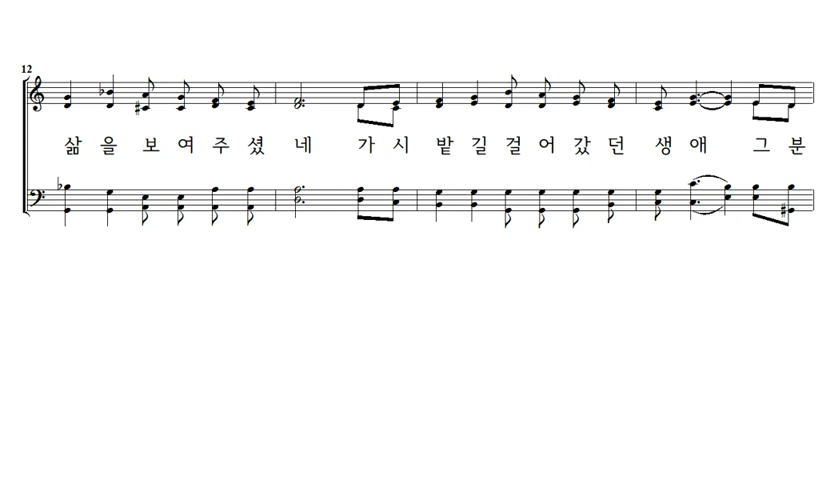 12
삶 을 보 여 주 셨 네 가 시 밭 길 걸 어 갔 던 생 애 그 분